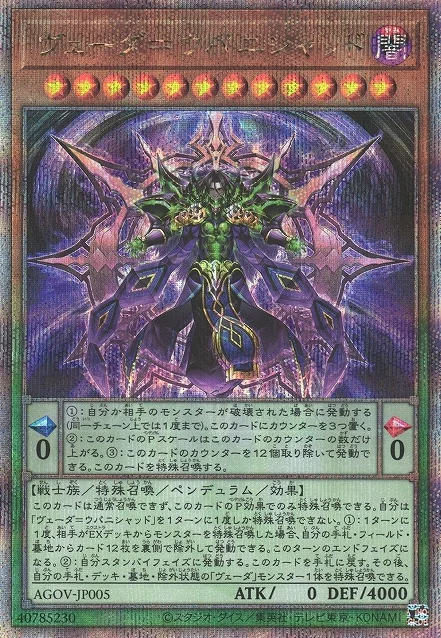 闇
①:自分か相手のモンスターが破壊された場合に発動する
(同一チェーン上では1度まで)。このカードにカウンターを3つ置く。
②:このカードのPスケールはこのカードのカウンターの数だけ
上がる。③:このカードのカウンターを12個取り除いて発動で
きる。このカードを特殊召喚する。
0
0
【戦士族/特殊召喚/ペンデュラム/効果】
このカードは通常召喚できず、このカードのP効果でのみ特殊召喚できる。自分は
「ヴェーダ=ウパニシャッド」を1ターンに1度しか特殊召喚できない。①:1ターンに
1度、相手がEXデッキからモンスターを特殊召喚した場合、自分の手札・フィールド・
墓地からカード12枚を裏側で除外して発動できる。このターンのエンドフェイズに
なる。②:自分スタンバイフェイズに発動できる。このカードを手札に戻す。その後、
自分の手札・デッキ・墓地・除外状態の「ヴェーダ」モンスター1体を特殊召喚できる。
AGOV-JP005
ATK/ 0 DEF/4000
40785230
©スタジオ・ダイス/集英社・テレビ東京・KONAMI